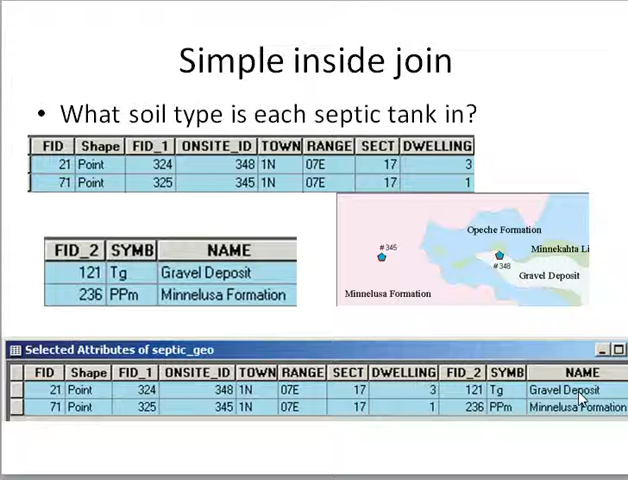 Simple inside join
• What soil type is each septic tank in?
FID Shape FID_1 ONSITE_ID TOWN RANGE SECT DWELLING
21 Point 324 348 1N 07E 17 3
71 Point 325 345 1N 07E 17 1
FID_2 SYMB NAME
121 Tg Gravel Deposit
236 PPm Minnelusa Formation
Opeche Formation
#345
Minnekahta Li
#348
Gravel Deposit
Minnelusa Formation
Selected Attributes of septic_geo
FID Shape FID_1 ONSITE_ID TOWN RANGE SECT DWELLING FID_2 SYMB NAME
21 Point 324 348 1N 07E 17 3 121 Tg Gravel Deposit
71 Point 325 345 1N 07E 17 1 236 PPm Minnelusa Formation